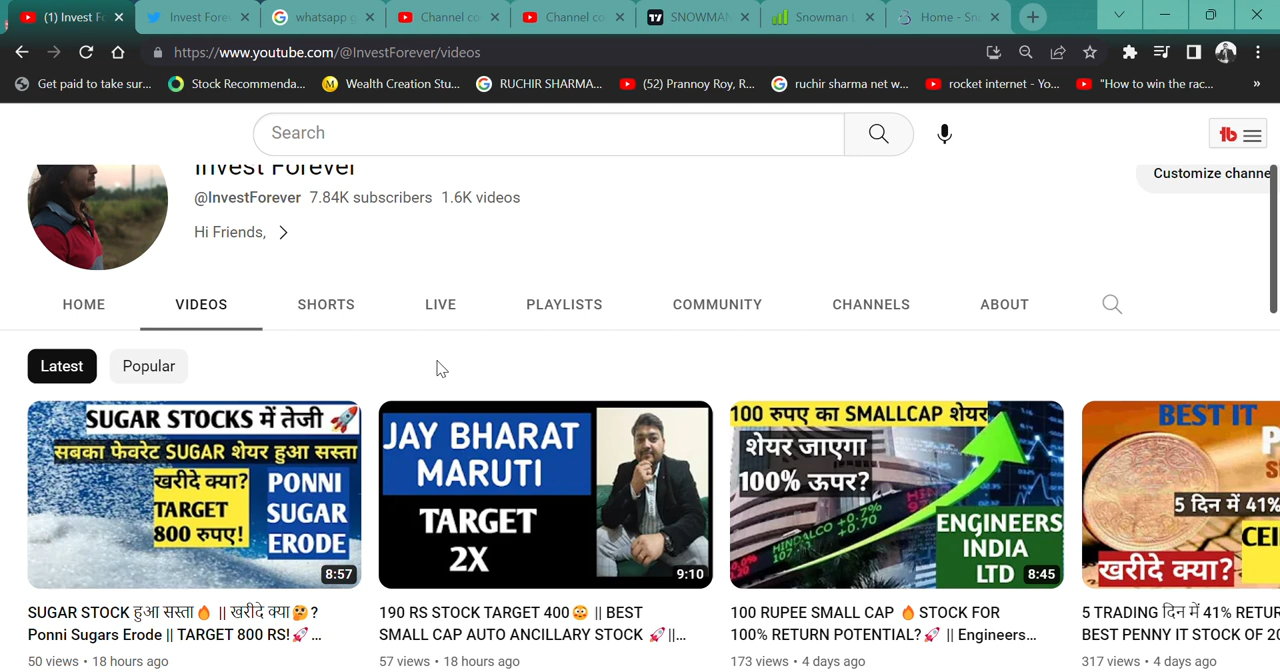 (1) Invest F
Invest Fore
whatsapp g
Channel co
Channel co
SNOWMAN
Snowman L
Home - Sn
https://www.youtube.com/@InvestForever/videos
Get paid to take sur...
Stock Recommenda...
Wealth Creation Stu...
RUCHIR SHARMA...
(52) Prannoy Roy, R...
ruchir sharma net w...
rocket internet - Yo...
"How to win the rac...
»
Search
Invest Forever
Customize channe
@InvestForever 7.84K subscribers 1.6K videos
Hi Friends,
HOME
VIDEOS
SHORTS
LIVE
PLAYLISTS
COMMUNITY
CHANNELS
ABOUT
Latest
Popular
SUGAR STOCKS में तेजी
सबका फेवरेट SUGAR शेयर हुआ सस्ता
खरीदे क्या?
TARGET
800 रुपए!
PONNI
SUGAR
ERODE
8:57
JAY BHARAT
MARUTI
TARGET
2X
9:10
100 रुपए का SMALLCAP शेयर
शेयर जाएगा
100% ऊपर?
HINDALCO +0.7%
+0.70
ENGINEERS
INDIA
LTD
8:45
BEST IT
5 दिन में 41%
CEI
खरीदे क्या?
SUGAR STOCK हुआ सस्ता🔥 || खरीदे क्या🤔?
Ponni Sugars Erode || TARGET 800 RS!🚀...
50 views • 18 hours ago
190 RS STOCK TARGET 400😳 || BEST
SMALL CAP AUTO ANCILLARY STOCK 🚀||...
57 views • 18 hours ago
100 RUPEE SMALL CAP 🔥STOCK FOR
100% RETURN POTENTIAL?🚀 || Engineers...
173 views • 4 days ago
5 TRADING दिन में 41% RETUR
BEST PENNY IT STOCK OF 20
317 views • 4 days ago